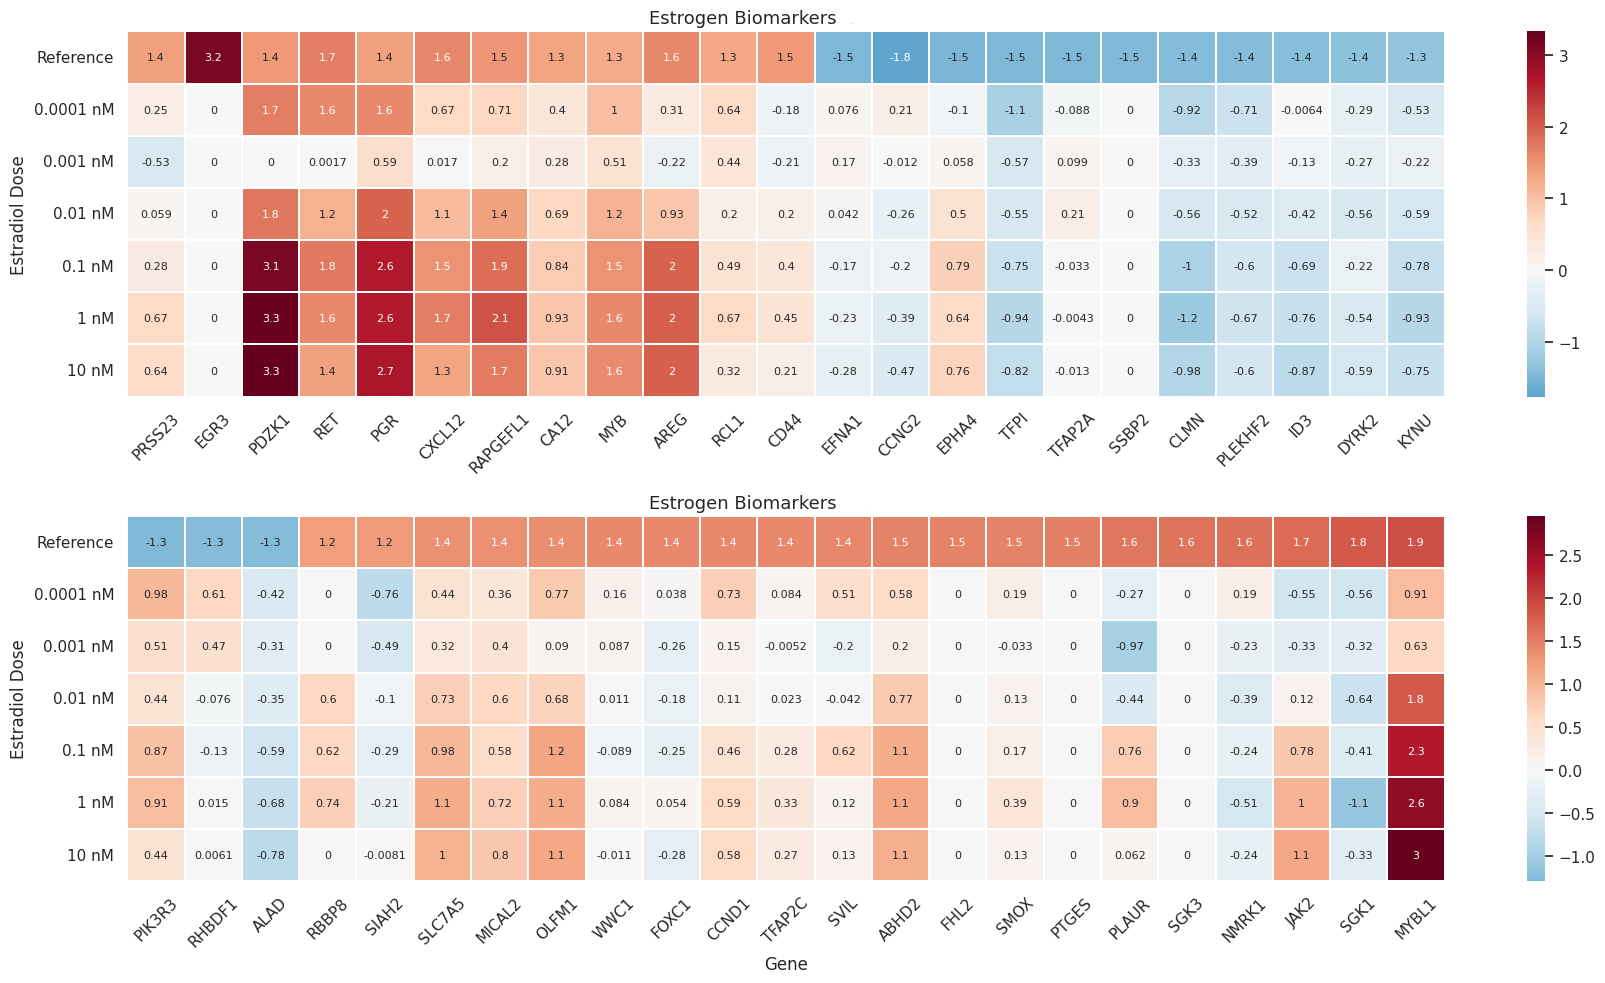 Estrogen Biomarkers
Estradiol Dose
Reference 1.4 3.2 1.4 1.7 1.4 1.6 1.5 1.3 1.3 1.6 1.3 1.5 -1.5 -1.8 -1.5 -1.5 -1.5 -1.5 -1.4 -1.4 -1.4 -1.4 -1.3
0.0001 nM 0.25 0 1.7 1.6 1.6 0.67 0.71 0.4 1 0.31 0.64 -0.18 0.076 0.21 -0.1 -1.1 -0.088 0 -0.92 -0.71 -0.0064 -0.29 -0.53
0.001 nM -0.53 0 0 0.0017 0.59 0.017 0.2 0.28 0.51 -0.22 0.44 -0.21 0.17 -0.012 0.058 -0.57 0.099 0 -0.33 -0.39 -0.13 -0.27 -0.22
0.01 nM 0.059 0 1.8 1.2 2 1.1 1.4 0.69 1.2 0.93 0.2 0.2 0.042 -0.26 0.5 -0.55 0.21 0 -0.56 -0.52 -0.42 -0.56 -0.59
0.1 nM 0.28 0 3.1 1.8 2.6 1.5 1.9 0.84 1.5 2 0.49 0.4 -0.17 -0.2 0.79 -0.75 -0.033 0 -1 -0.6 -0.69 -0.22 -0.78
1 nM 0.67 0 3.3 1.6 2.6 1.7 2.1 0.93 1.6 2 0.67 0.45 -0.23 -0.39 0.64 -0.94 -0.0043 0 -1.2 -0.67 -0.76 -0.54 -0.93
10 nM 0.64 0 3.3 1.4 2.7 1.3 1.7 0.91 1.6 2 0.32 0.21 -0.28 -0.47 0.76 -0.82 -0.013 0 -0.98 -0.6 -0.87 -0.59 -0.75
PRSS23 EGR3 PDZK1 RET PGR CXCL12 RAPGEFL1 CA12 MYB AREG RCL1 CD44 EFNA1 CCNG2 EPHA4 TFPI TFAP2A SSBP2 CLMN PLEKHF2 ID3 DYRK2 KYNU
3
2
1
0
−1
Estrogen Biomarkers
Estradiol Dose
Reference -1.3 -1.3 -1.3 1.2 1.2 1.4 1.4 1.4 1.4 1.4 1.4 1.4 1.4 1.5 1.5 1.5 1.5 1.6 1.6 1.6 1.7 1.8 1.9
0.0001 nM 0.98 0.61 -0.42 0 -0.76 0.44 0.36 0.77 0.16 0.038 0.73 0.084 0.51 0.58 0 0.19 0 -0.27 0 0.19 -0.55 -0.56 0.91
0.001 nM 0.51 0.47 -0.31 0 -0.49 0.32 0.4 0.09 0.087 -0.26 0.15 -0.0052 -0.2 0.2 0 -0.033 0 -0.97 0 -0.23 -0.33 -0.32 0.63
0.01 nM 0.44 -0.076 -0.35 0.6 -0.1 0.73 0.6 0.68 0.011 -0.18 0.11 0.023 -0.042 0.77 0 0.13 0 -0.44 0 -0.39 0.12 -0.64 1.8
0.1 nM 0.87 -0.13 -0.59 0.62 -0.29 0.98 0.58 1.2 -0.089 -0.25 0.46 0.28 0.62 1.1 0 0.17 0 0.76 0 -0.24 0.78 -0.41 2.3
1 nM 0.91 0.015 -0.68 0.74 -0.21 1.1 0.72 1.1 0.084 0.054 0.59 0.33 0.12 1.1 0 0.39 0 0.9 0 -0.51 1 -1.1 2.6
10 nM 0.44 0.0061 -0.78 0 -0.0081 1 0.8 1.1 -0.011 -0.28 0.58 0.27 0.13 1.1 0 0.13 0 0.062 0 -0.24 1.1 -0.33 3
PIK3R3 RHBDF1 ALAD RBBP8 SIAH2 SLC7A5 MICAL2 OLFM1 WWC1 FOXC1 CCND1 TFAP2C SVIL ABHD2 FHL2 SMOX PTGES PLAUR SGK3 NMRK1 JAK2 SGK1 MYBL1
Gene
2.5
2.0
1.5
1.0
0.5
0.0
−0.5
−1.0